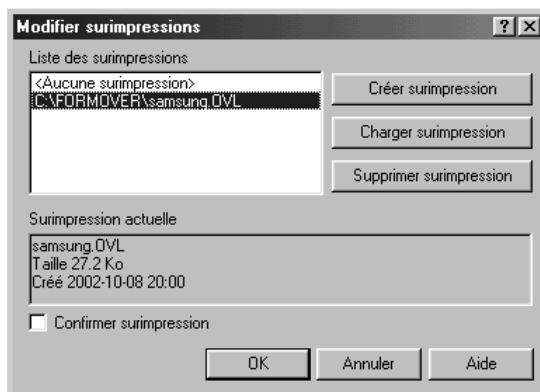 Modifier surimpressions
Liste des surimpressions
<Aucune surimpression>
C:\FORMOVER\samsung.OVL
Créer surimpression
Charger surimpression
Supprimer surimpression
Surimpression actuelle
samsung.OVL
Taille 27.2 Ko
Créé 2002-10-08 20:00
Confirmer surimpression
OK
Annuler
Aide